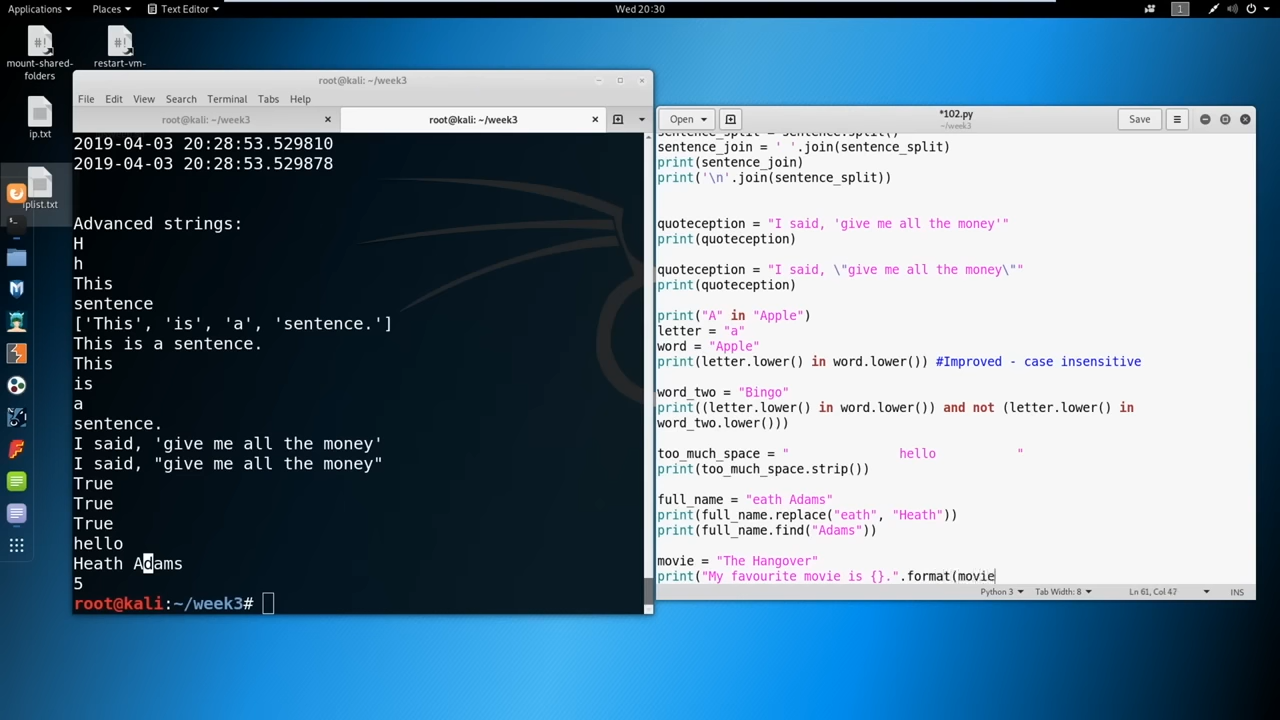 Applications Places Text Editor Wed 20:30 1
mount-shared-
folders
restart-vm-
ip.txt
iplist.txt
root@kali: ~/week3
File Edit View Search Terminal Tabs Help
root@kali: ~/week3 root@kali: ~/week3
2019-04-03 20:28:53.529810
2019-04-03 20:28:53.529878
Advanced strings:
H
h
This
sentence
['This', 'is', 'a', 'sentence.']
This is a sentence.
This
is
a
sentence.
I said, 'give me all the money'
I said, "give me all the money"
True
True
True
hello
Heath Adams
5
root@kali:~/week3#
Open *102.py Save
~/week3
sentence_split = sentence.split()
sentence_join = ' '.join(sentence_split)
print(sentence_join)
print('\n'.join(sentence_split))
quoteception = "I said, 'give me all the money'"
print(quoteception)
quoteception = "I said, \"give me all the money\""
print(quoteception)
print("A" in "Apple")
letter = "a"
word = "Apple"
print(letter.lower() in word.lower()) #Improved - case insensitive
word_two = "Bingo"
print((letter.lower() in word.lower()) and not (letter.lower() in
word_two.lower()))
too_much_space = "                hello            "
print(too_much_space.strip())
full_name = "eath Adams"
print(full_name.replace("eath", "Heath"))
print(full_name.find("Adams"))
movie = "The Hangover"
print("My favourite movie is {}.".format(movie
Python 3 Tab Width: 8 Ln 61, Col 47 INS